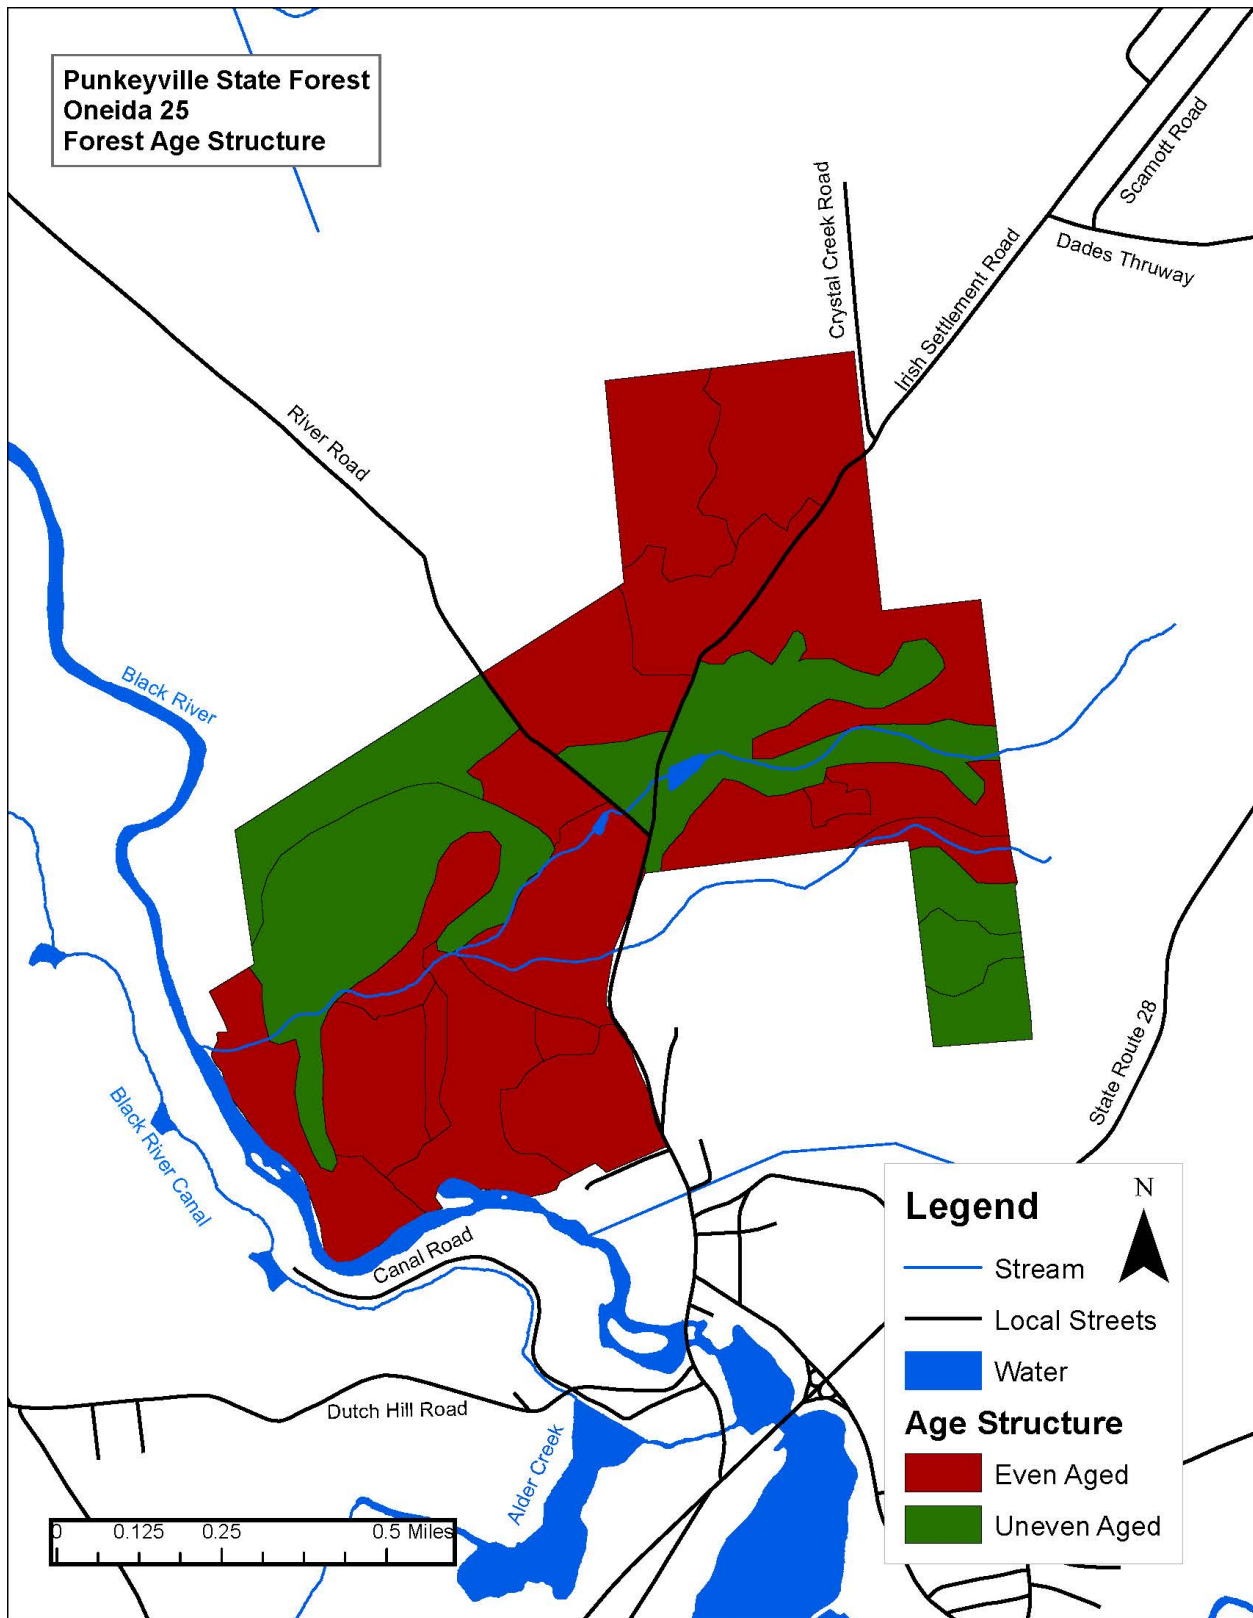 Punkeyville State Forest
Oneida 25
Forest Age Structure
Scamott Road
Crystal Creek Road
Dades Thruway
Irish Settlement Road
River Road
Black River
State Route 28
Black River Canal
Canal Road
Dutch Hill Road
Alder Creek
0 0.125 0.25 0.5 Miles
N
Legend
Stream
Local Streets
Water
Age Structure
Even Aged
Uneven Aged